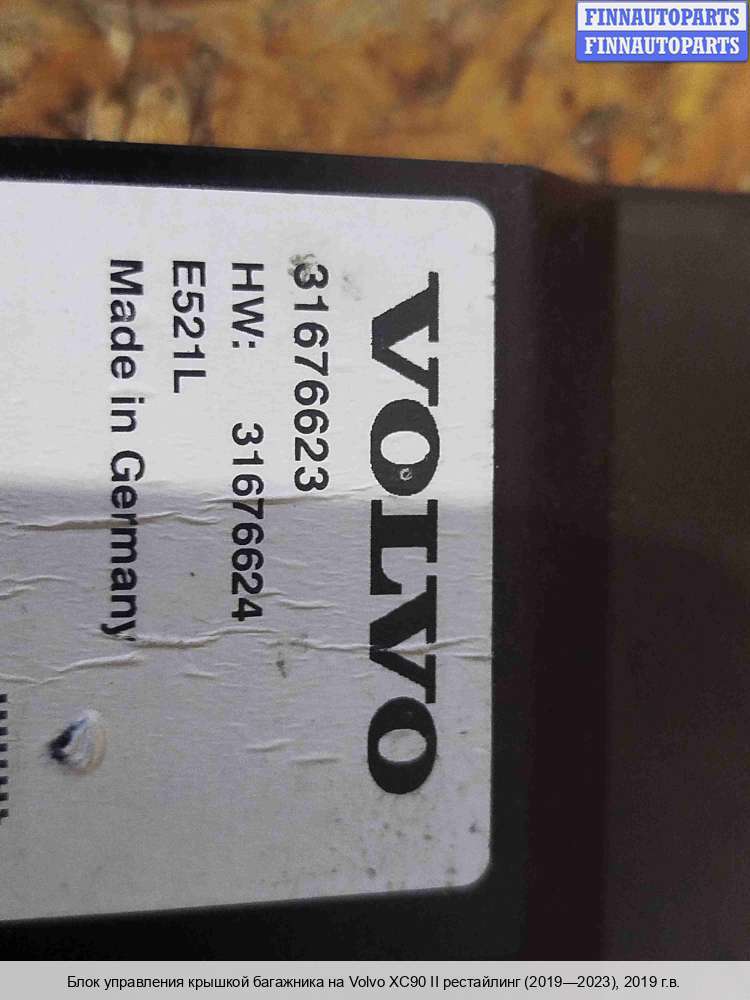 FINNAUTOPARTS
FINNAUTOPARTS
VOLVO
31676623
HW: 31676624
E521L
Made in Germany
Блок управления крышкой багажника на Volvo XC90 II рестайлинг (2019—2023), 2019 г.в.